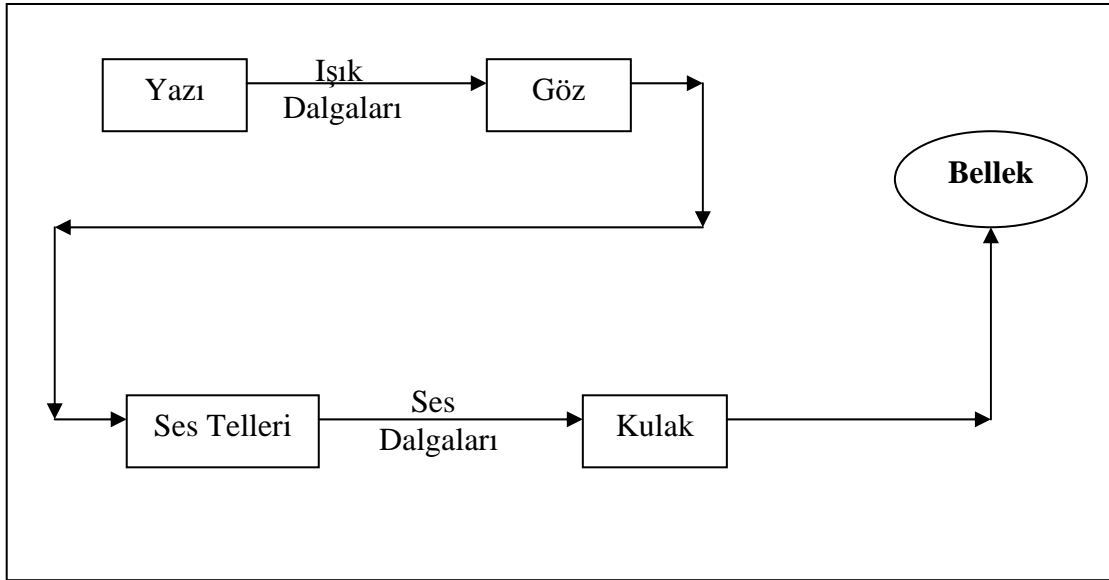 Yazı
Işık
Dalgaları
Göz
Bellek
Ses Telleri
Ses
Dalgaları
Kulak